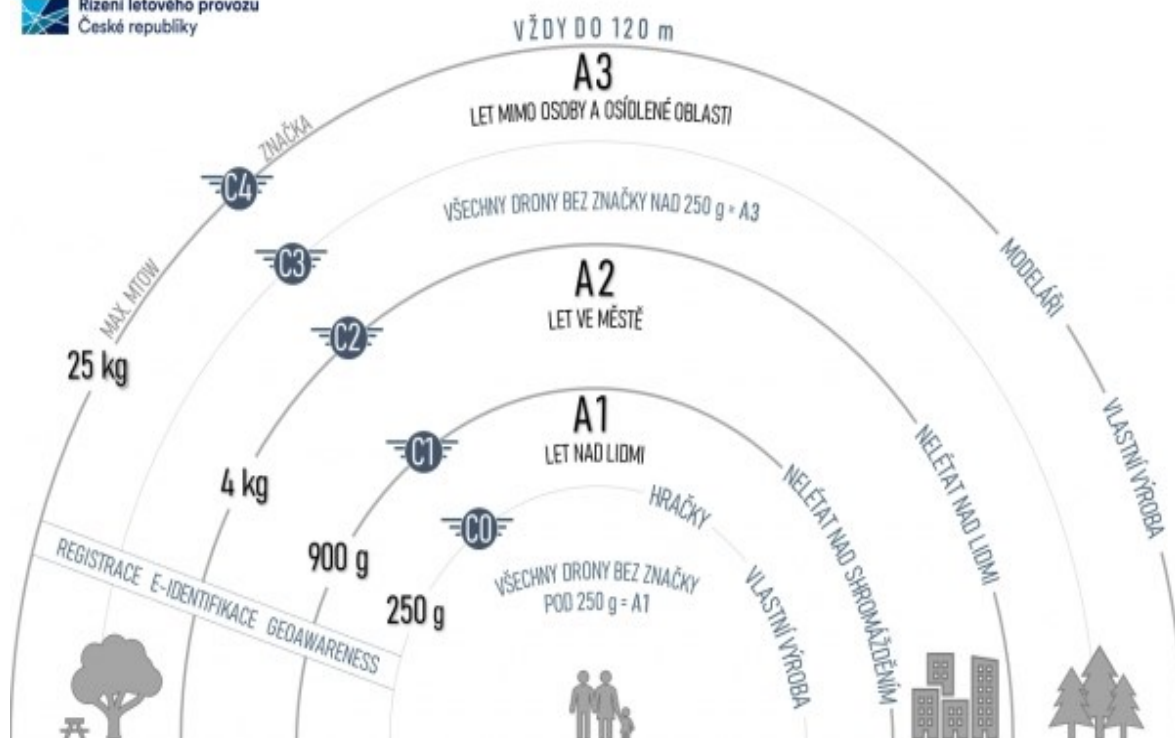 Řízení letového provozu
České republiky
VŽDY DO 120 m
A3
LET MIMO OSOBY A OSÍDLENÉ OBLASTI
ZNAČKA
C4
VŠECHNY DRONY BEZ ZNAČKY NAD 250 g = A3
C3
MAX. MTOW
MODELÁŘI
A2
LET VE MĚSTĚ
C2
25 kg
A1
LET NAD LIDMI
C1
VLASTNÍ VÝROBA
NELÉTAT NAD LIDMI
4 kg
HRAČKY
NELÉTAT NAD SHROMÁŽDĚNÍM
C0
900 g
VŠECHNY DRONY BEZ ZNAČKY
POD 250 g = A1
250 g
VLASTNÍ VÝROBA
REGISTRACE E-IDENTIFIKACE GEOAWARENESS